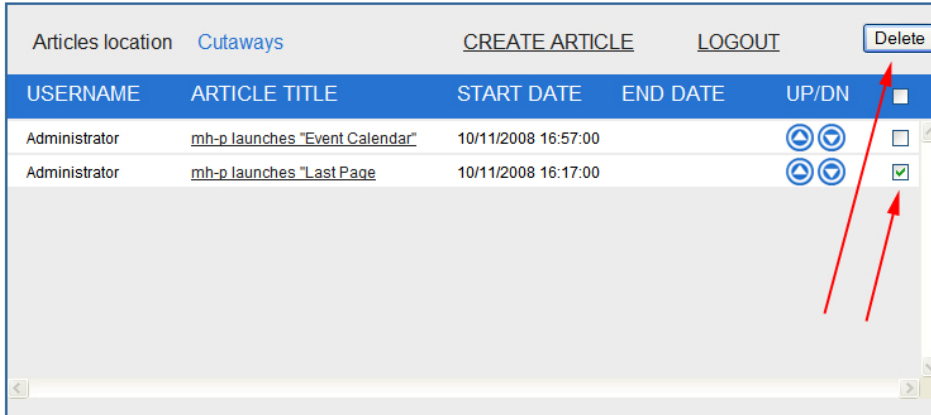 Articles location Cutaways CREATE ARTICLE LOGOUT Delete
USERNAME ARTICLE TITLE START DATE END DATE UP/DN
Administrator mh-p launches "Event Calendar" 10/11/2008 16:57:00
Administrator mh-p launches "Last Page 10/11/2008 16:17:00